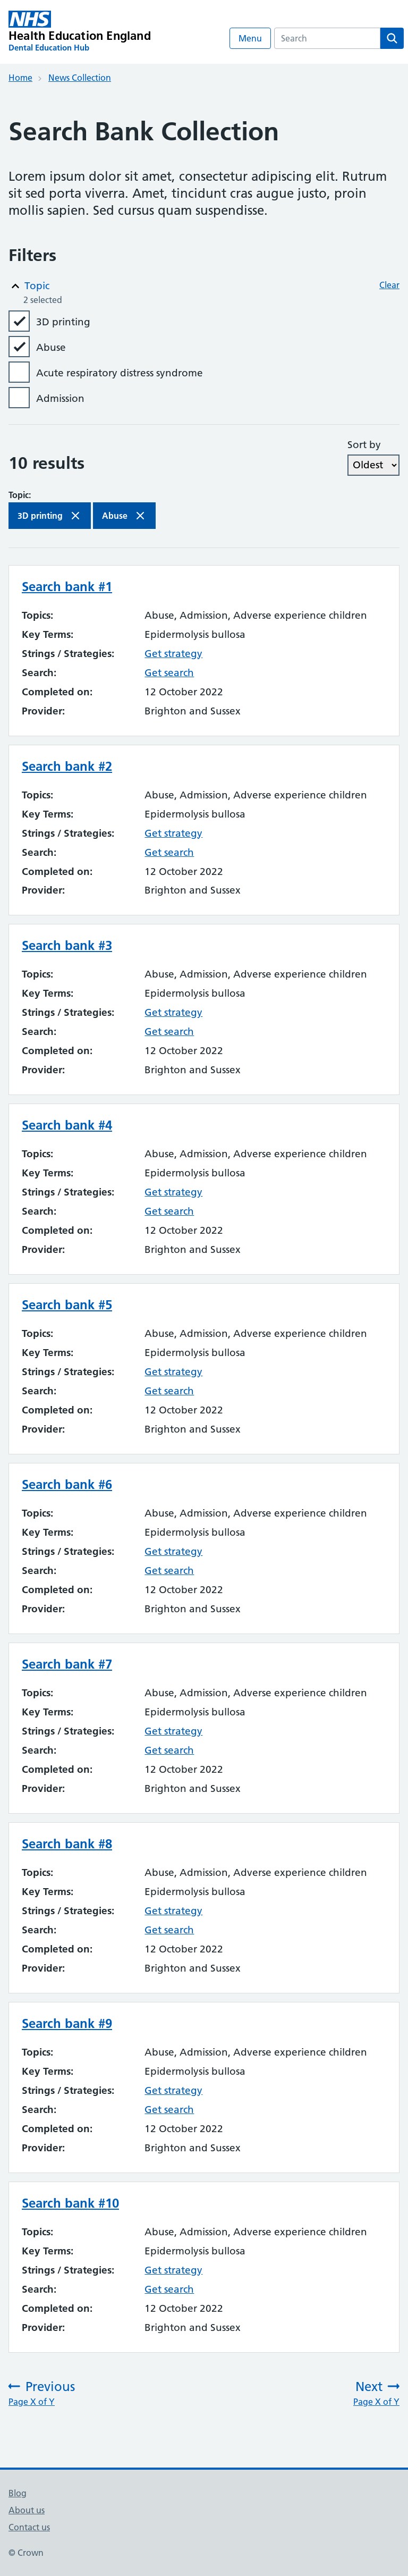 NHS
Health Education England
Dental Education Hub
Menu
Search
Home
News Collection
Search Bank Collection
Lorem ipsum dolor sit amet, consectetur adipiscing elit. Rutrum
sit sed porta viverra. Amet, tincidunt cras augue justo, proin
mollis sapien. Sed cursus quam suspendisse.
Filters
Topic
Clear
2 selected
3D printing
Abuse
Acute respiratory distress syndrome
Admission
Sort by
10 results
Oldest
Topic:
3D printing
Abuse
Search bank #1
Topics: Abuse, Admission, Adverse experience children
Key Terms: Epidermolysis bullosa
Strings / Strategies: Get strategy
Search: Get search
Completed on: 12 October 2022
Provider: Brighton and Sussex
Search bank #2
Topics: Abuse, Admission, Adverse experience children
Key Terms: Epidermolysis bullosa
Strings / Strategies: Get strategy
Search: Get search
Completed on: 12 October 2022
Provider: Brighton and Sussex
Search bank #3
Topics: Abuse, Admission, Adverse experience children
Key Terms: Epidermolysis bullosa
Strings / Strategies: Get strategy
Search: Get search
Completed on: 12 October 2022
Provider: Brighton and Sussex
Search bank #4
Topics: Abuse, Admission, Adverse experience children
Key Terms: Epidermolysis bullosa
Strings / Strategies: Get strategy
Search: Get search
Completed on: 12 October 2022
Provider: Brighton and Sussex
Search bank #5
Topics: Abuse, Admission, Adverse experience children
Key Terms: Epidermolysis bullosa
Strings / Strategies: Get strategy
Search: Get search
Completed on: 12 October 2022
Provider: Brighton and Sussex
Search bank #6
Topics: Abuse, Admission, Adverse experience children
Key Terms: Epidermolysis bullosa
Strings / Strategies: Get strategy
Search: Get search
Completed on: 12 October 2022
Provider: Brighton and Sussex
Search bank #7
Topics: Abuse, Admission, Adverse experience children
Key Terms: Epidermolysis bullosa
Strings / Strategies: Get strategy
Search: Get search
Completed on: 12 October 2022
Provider: Brighton and Sussex
Search bank #8
Topics: Abuse, Admission, Adverse experience children
Key Terms: Epidermolysis bullosa
Strings / Strategies: Get strategy
Search: Get search
Completed on: 12 October 2022
Provider: Brighton and Sussex
Search bank #9
Topics: Abuse, Admission, Adverse experience children
Key Terms: Epidermolysis bullosa
Strings / Strategies: Get strategy
Search: Get search
Completed on: 12 October 2022
Provider: Brighton and Sussex
Search bank #10
Topics: Abuse, Admission, Adverse experience children
Key Terms: Epidermolysis bullosa
Strings / Strategies: Get strategy
Search: Get search
Completed on: 12 October 2022
Provider: Brighton and Sussex
Previous
Page X of Y
Next
Page X of Y
Blog
About us
Contact us
© Crown